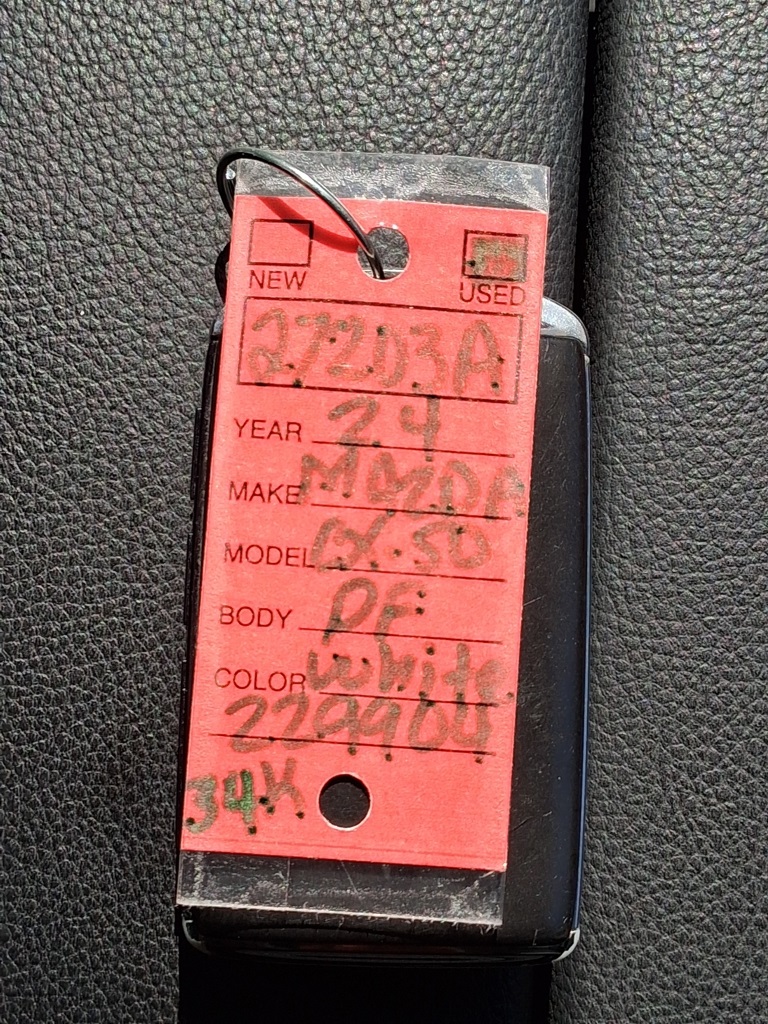 NEW USED
27203A
YEAR 24
MAKE MAZDA
MODEL CX-50
BODY PF
COLOR White
229904
34K